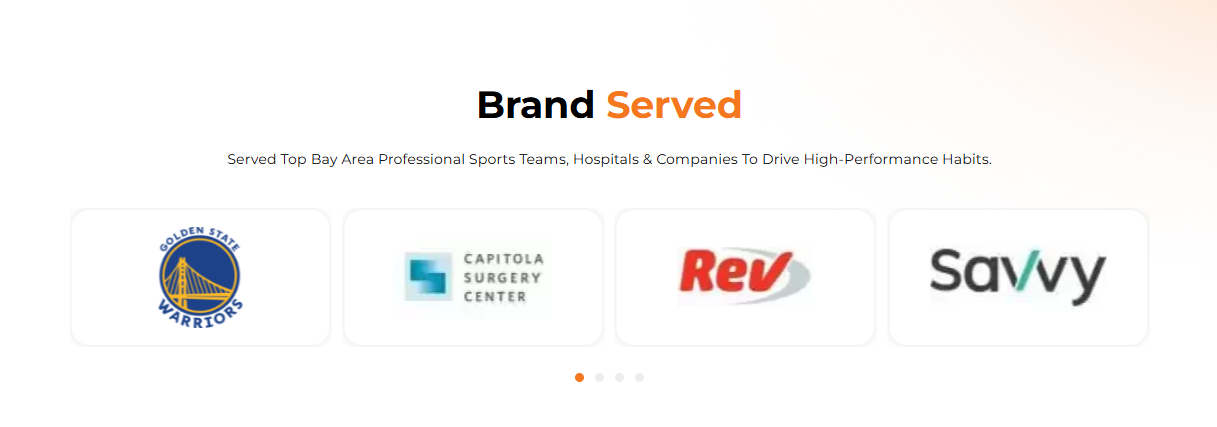 Brand Served
Served Top Bay Area Professional Sports Teams, Hospitals & Companies To Drive High-Performance Habits.
GOLDEN STATE
WARRIORS
CAPITOLA
SURGERY
CENTER
Rev
Savvy